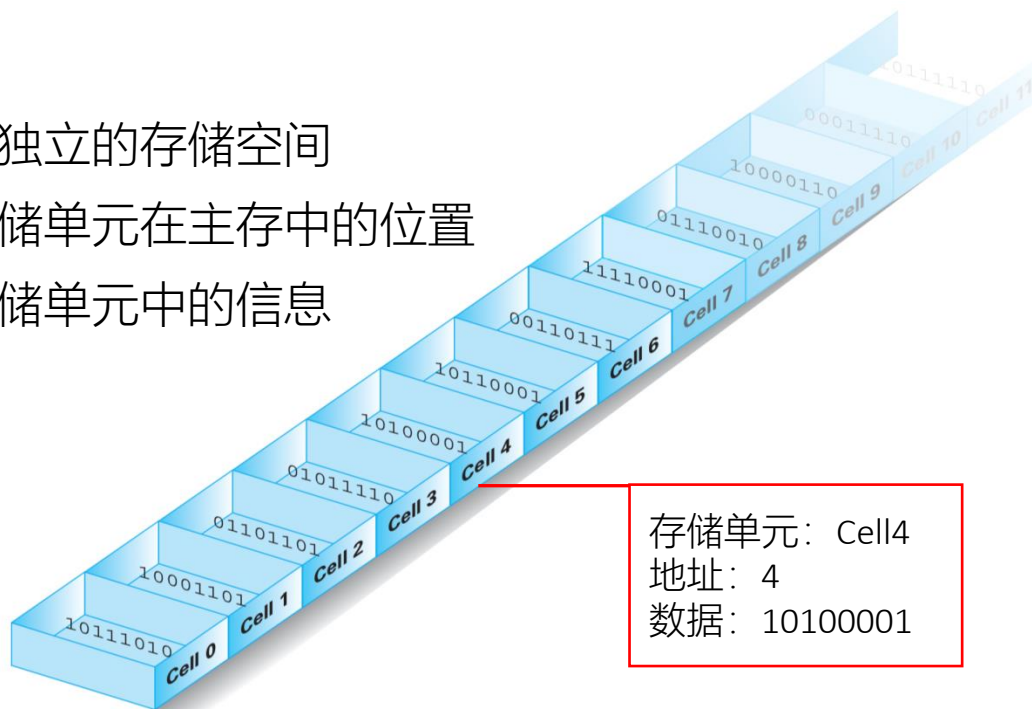 独立的存储空间
储单元在主存中的位置
储单元中的信息
10111110
Cell 11
00011110
Cell 10
10000110
Cell 9
01110010
Cell 8
11110001
Cell 7
00110111
Cell 6
10110001
Cell 5
10100001
Cell 4
01011110
Cell 3
01101101
Cell 2
10001101
Cell 1
10111010
Cell 0
存储单元：Cell4
地址：4
数据：10100001